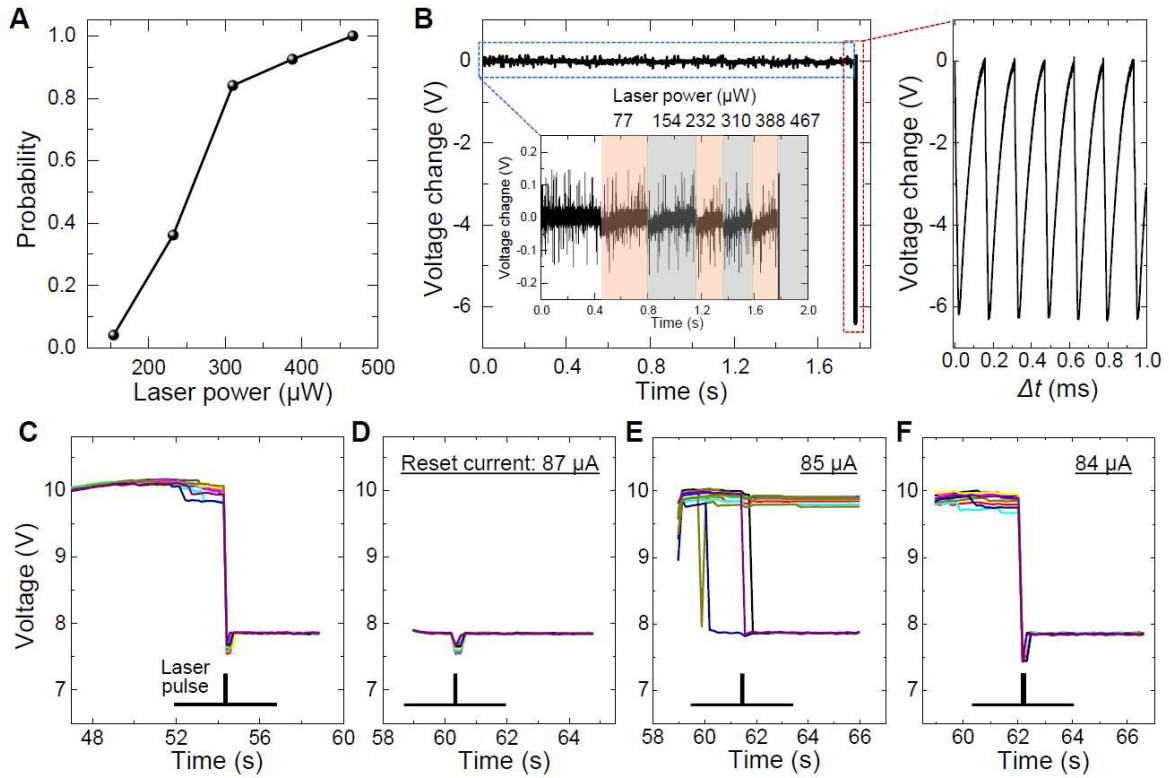 A
Probability
1.0
0.8
0.6
0.4
0.2
0.0
200
300
400
500
Laser power (µW)
B
Voltage change (V)
0
-2
-4
-6
Laser power (µW)
77 154 232 310 388 467
Voltage chagne (V)
0.2
0.1
0.0
-0.1
-0.2
0.0 0.4 0.8 1.2 1.6 2.0
Time (s)
0.0 0.4 0.8 1.2 1.6
Time (s)
Voltage change (V)
0
-2
-4
-6
0.0 0.2 0.4 0.6 0.8 1.0
Δt (ms)
C
Voltage (V)
10
9
8
7
Laser
pulse
48 50 52 54 56 58 60
Time (s)
D
Reset current: 87 µA
10
9
8
7
58 60 62 64
Time (s)
E
85 µA
10
9
8
7
58 60 62 64 66
Time (s)
F
84 µA
10
9
8
7
60 62 64 66
Time (s)